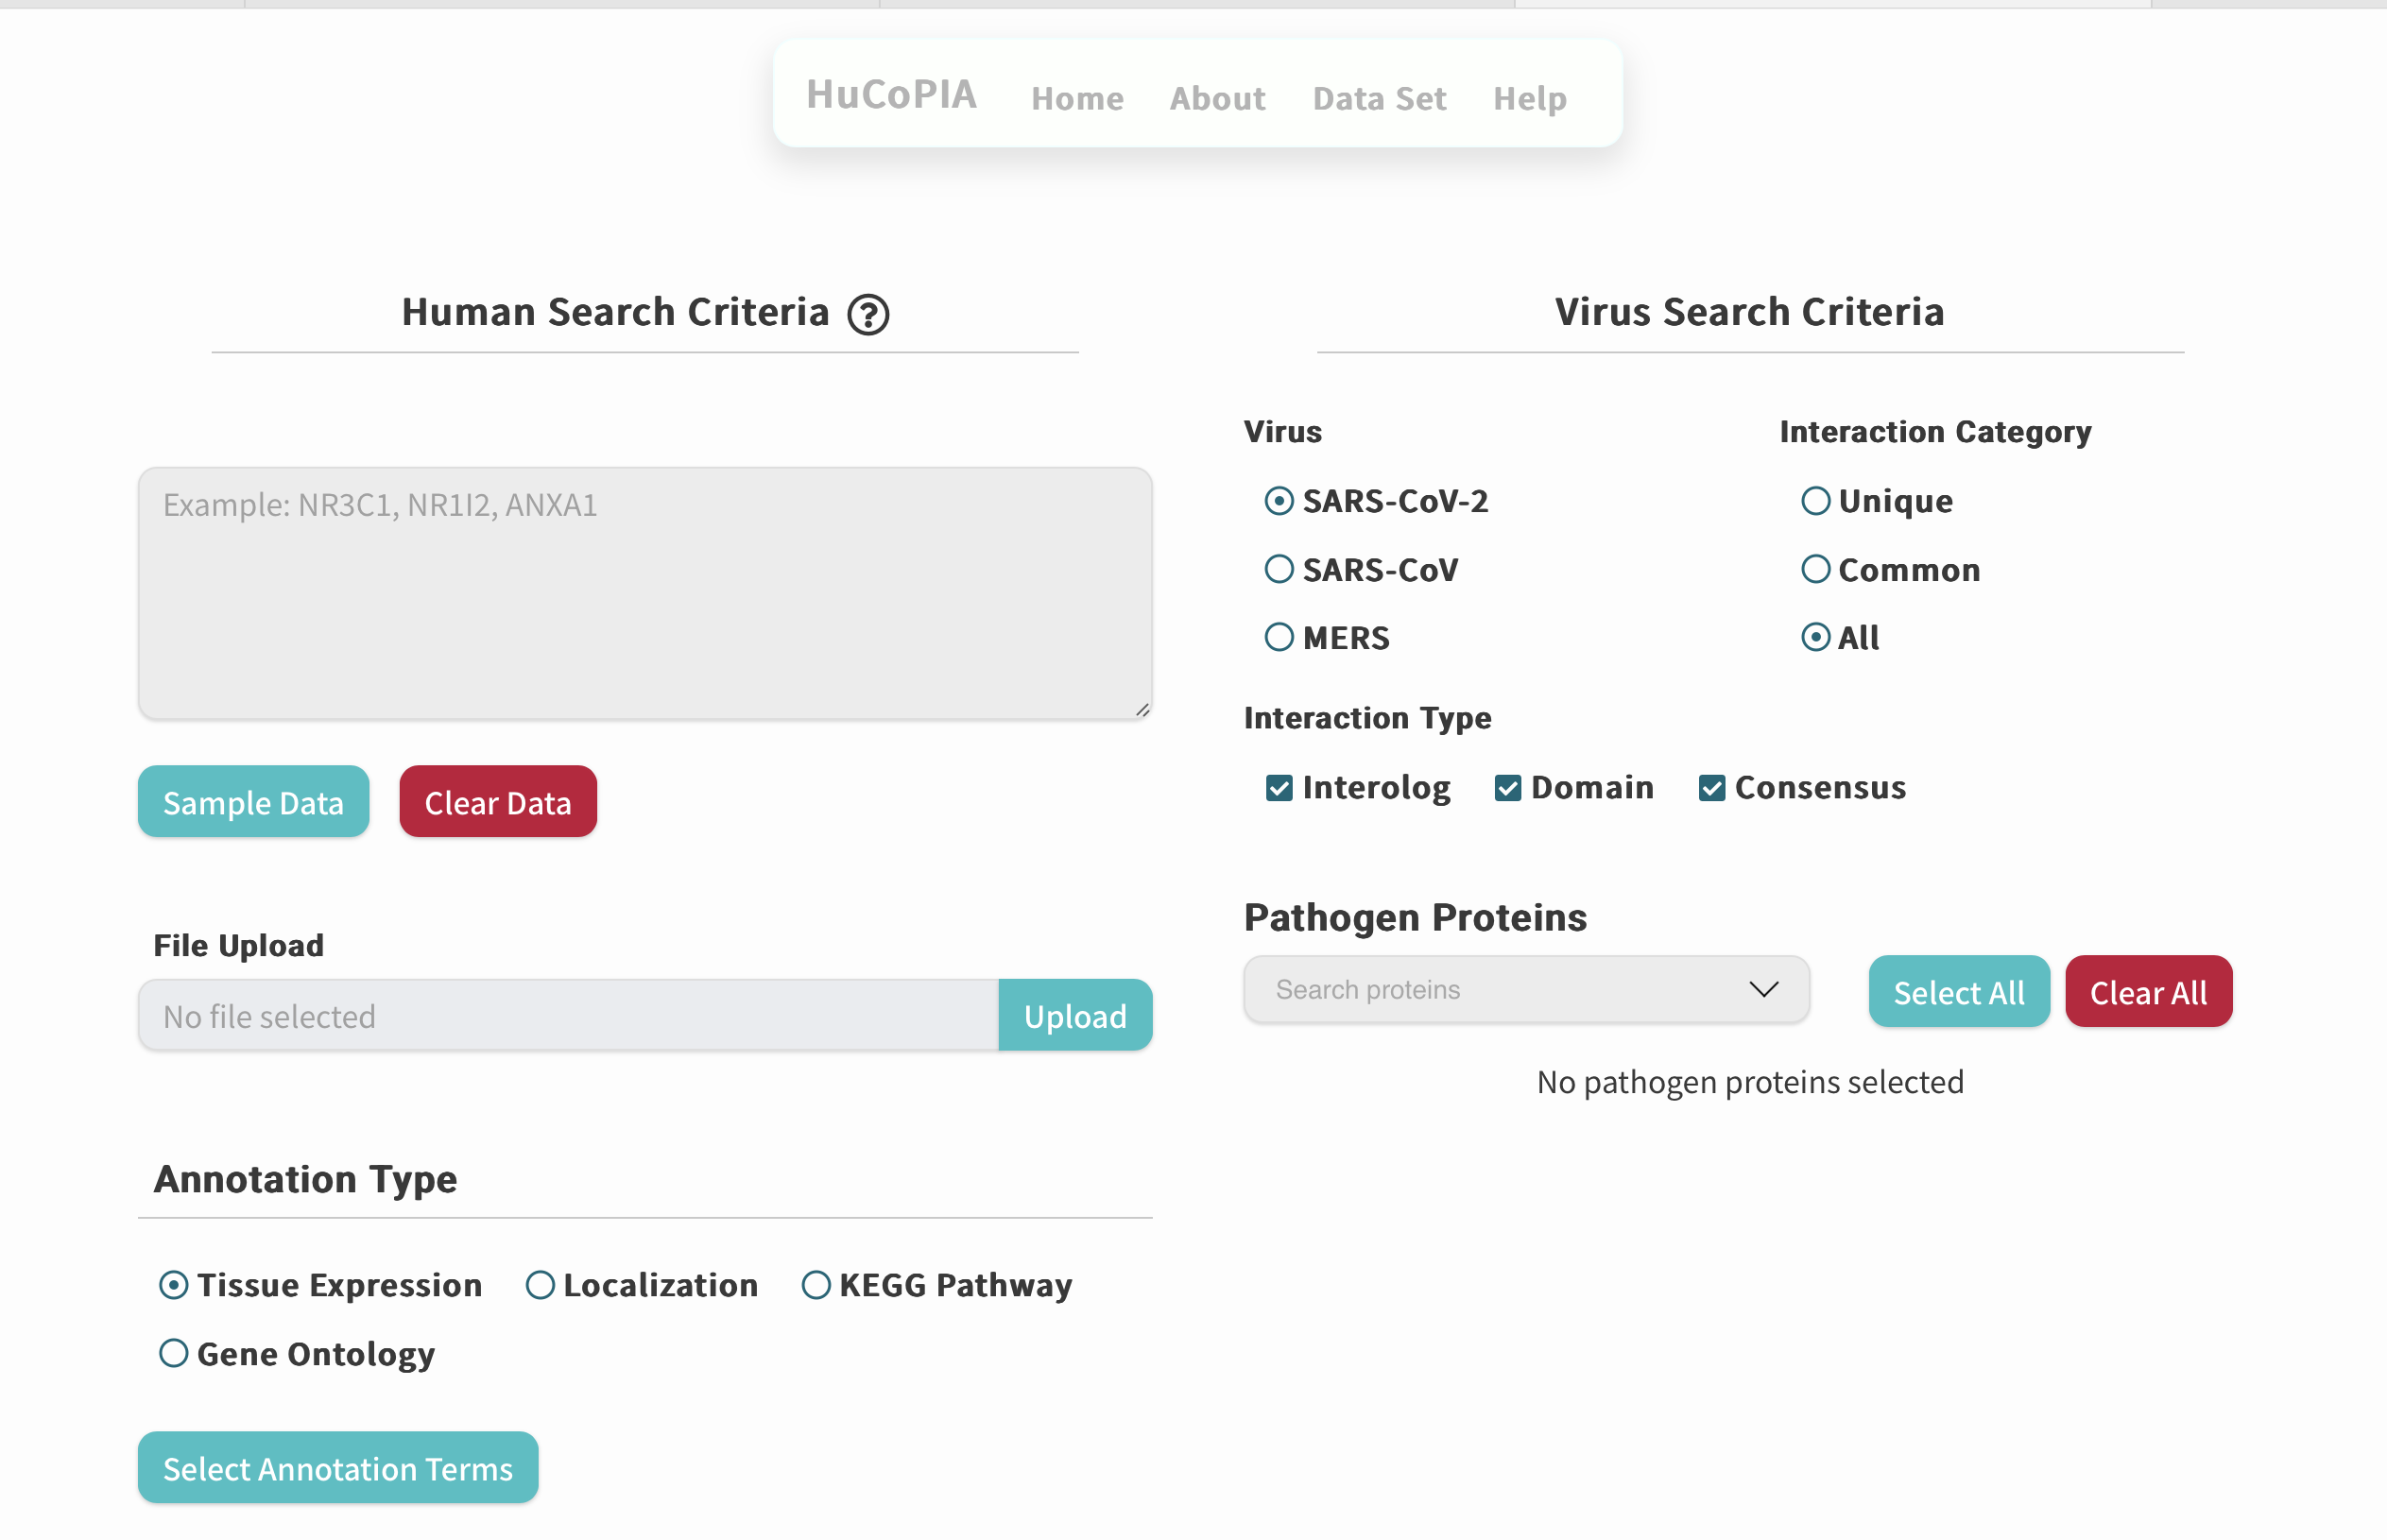 HuCoPIA Home About Data Set Help
Human Search Criteria ?
Example: NR3C1, NR1I2, ANXA1
Sample Data Clear Data
File Upload
No file selected Upload
Annotation Type
Tissue Expression Localization KEGG Pathway
Gene Ontology
Select Annotation Terms
Virus Search Criteria
Virus Interaction Category
SARS-CoV-2 Unique
SARS-CoV Common
MERS All
Interaction Type
Interolog Domain Consensus
Pathogen Proteins
Search proteins Select All Clear All
No pathogen proteins selected